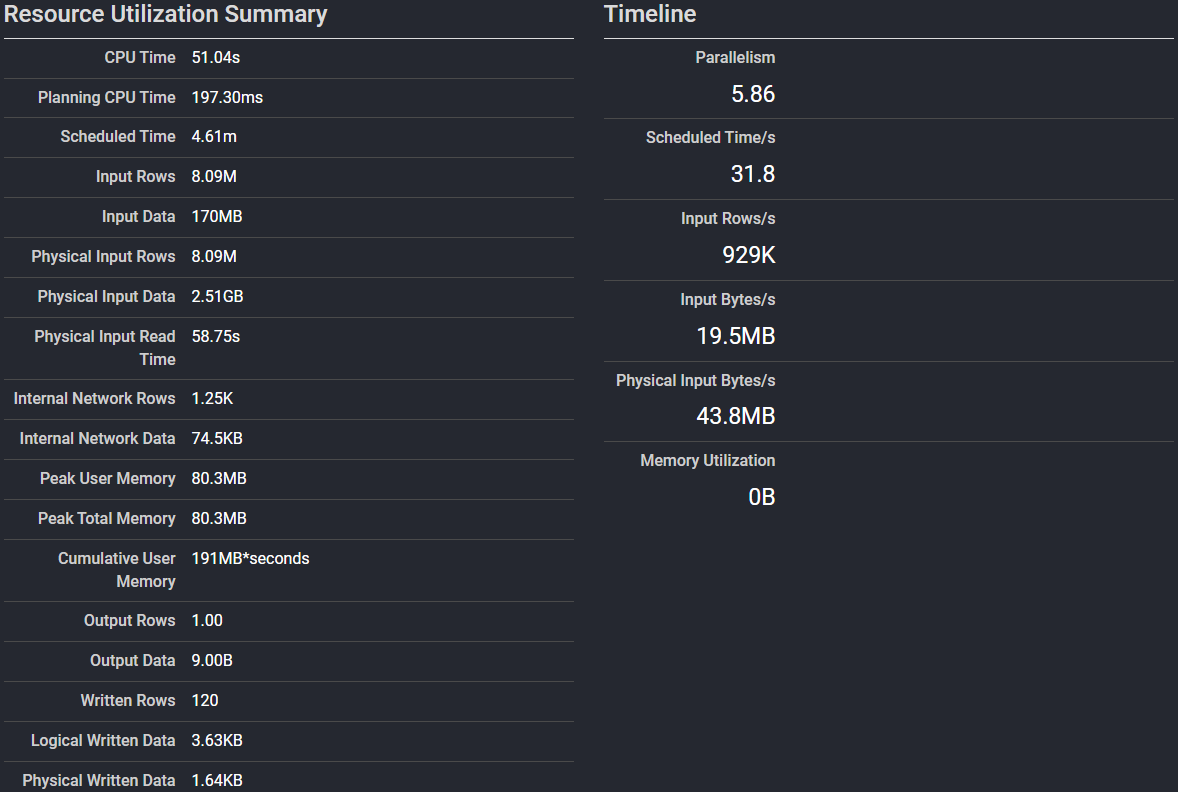 Resource Utilization Summary
CPU Time 51.04s
Planning CPU Time 197.30ms
Scheduled Time 4.61m
Input Rows 8.09M
Input Data 170MB
Physical Input Rows 8.09M
Physical Input Data 2.51GB
Physical Input Read 58.75s
Time
Internal Network Rows 1.25K
Internal Network Data 74.5KB
Peak User Memory 80.3MB
Peak Total Memory 80.3MB
Cumulative User 191MB*seconds
Memory
Output Rows 1.00
Output Data 9.00B
Written Rows 120
Logical Written Data 3.63KB
Physical Written Data 1.64KB
Timeline
Parallelism
5.86
Scheduled Time/s
31.8
Input Rows/s
929K
Input Bytes/s
19.5MB
Physical Input Bytes/s
43.8MB
Memory Utilization
0B